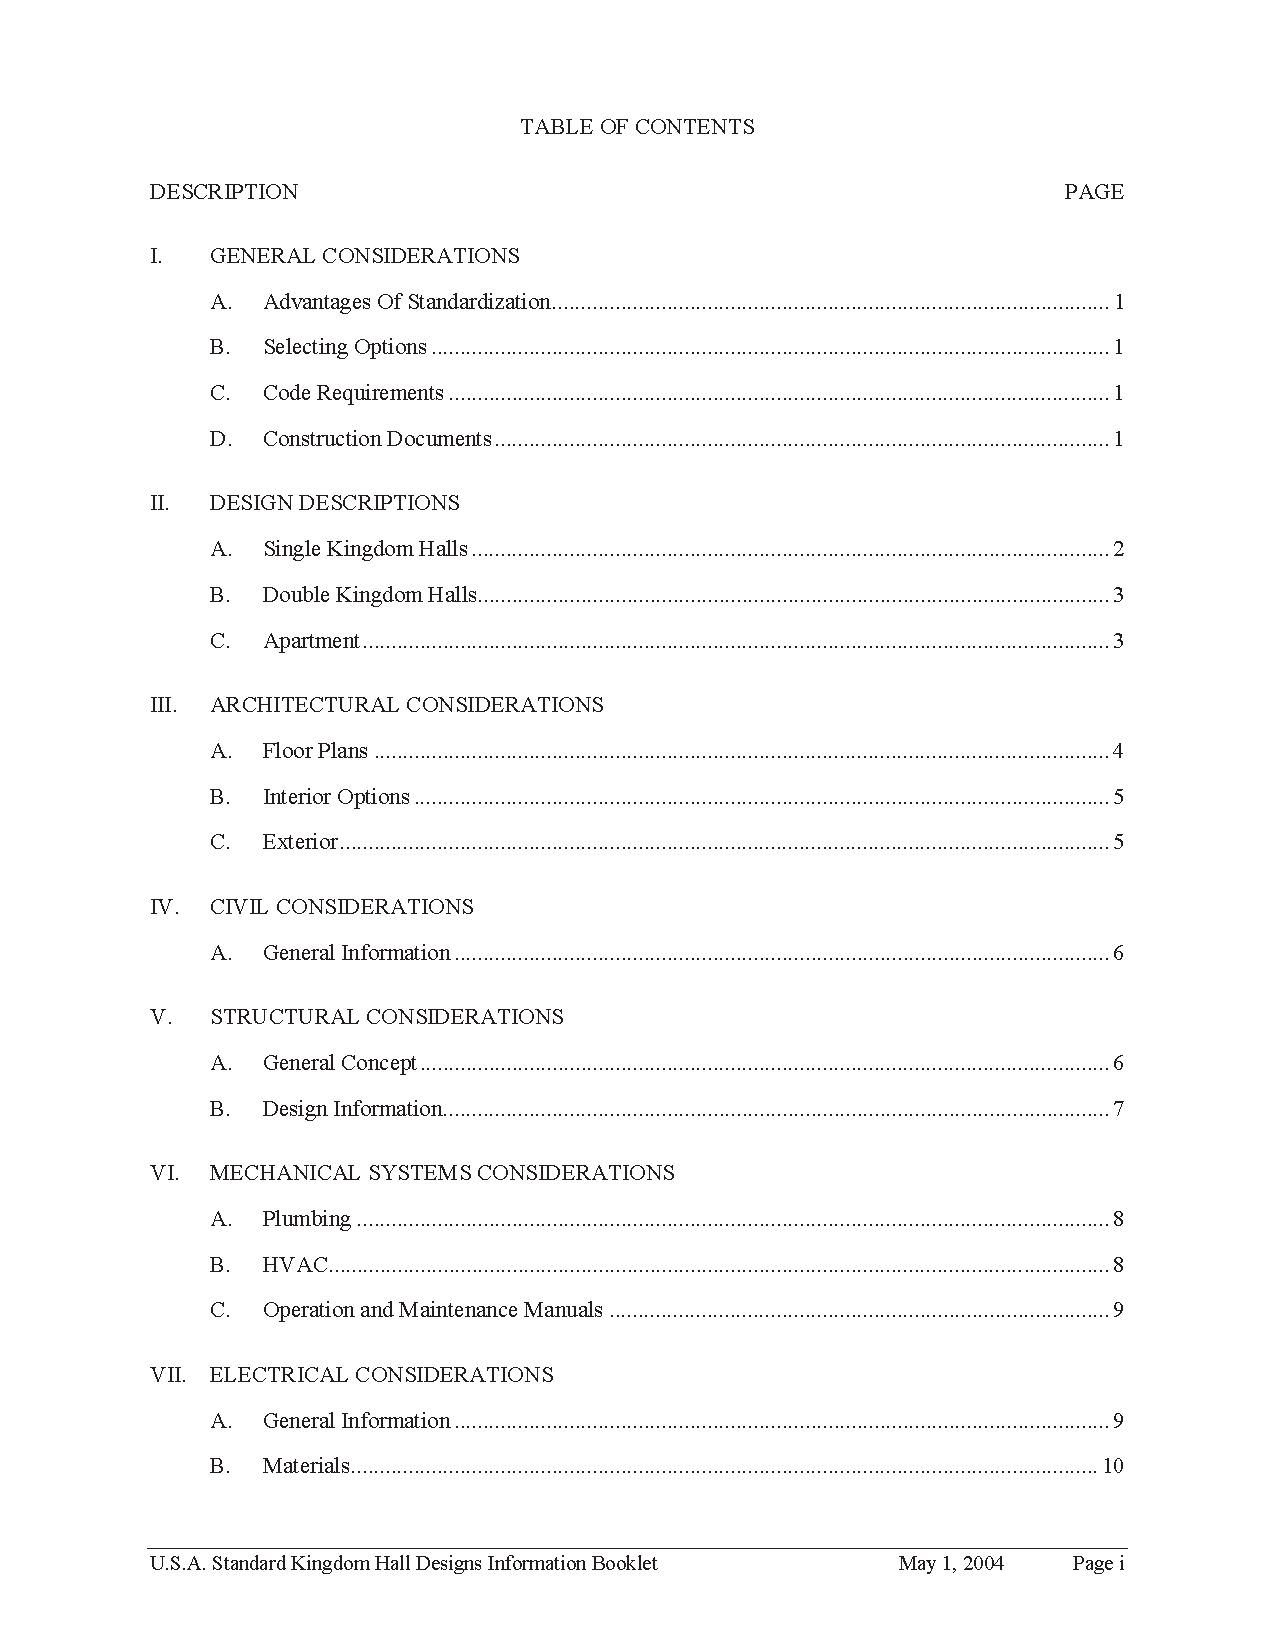 TABLE OF CONTENTS
DESCRIPTION PAGE
I. GENERAL CONSIDERATIONS
A. Advantages Of Standardization................................................................................................. 1
B. Selecting Options ...................................................................................................................... 1
C. Code Requirements ................................................................................................................... 1
D. Construction Documents ........................................................................................................... 1
II. DESIGN DESCRIPTIONS
A. Single Kingdom Halls ............................................................................................................... 2
B. Double Kingdom Halls.............................................................................................................. 3
C. Apartment .................................................................................................................................. 3
III. ARCHITECTURAL CONSIDERATIONS
A. Floor Plans ................................................................................................................................ 4
B. Interior Options ......................................................................................................................... 5
C. Exterior...................................................................................................................................... 5
IV. CIVIL CONSIDERATIONS
A. General Information .................................................................................................................. 6
V. STRUCTURAL CONSIDERATIONS
A. General Concept ........................................................................................................................ 6
B. Design Information.................................................................................................................... 7
VI. MECHANICAL SYSTEMS CONSIDERATIONS
A. Plumbing ................................................................................................................................... 8
B. HVAC........................................................................................................................................ 8
C. Operation and Maintenance Manuals ....................................................................................... 9
VII. ELECTRICAL CONSIDERATIONS
A. General Information .................................................................................................................. 9
B. Materials.................................................................................................................................. 10
U.S.A. Standard Kingdom Hall Designs Information Booklet May 1, 2004 Page i